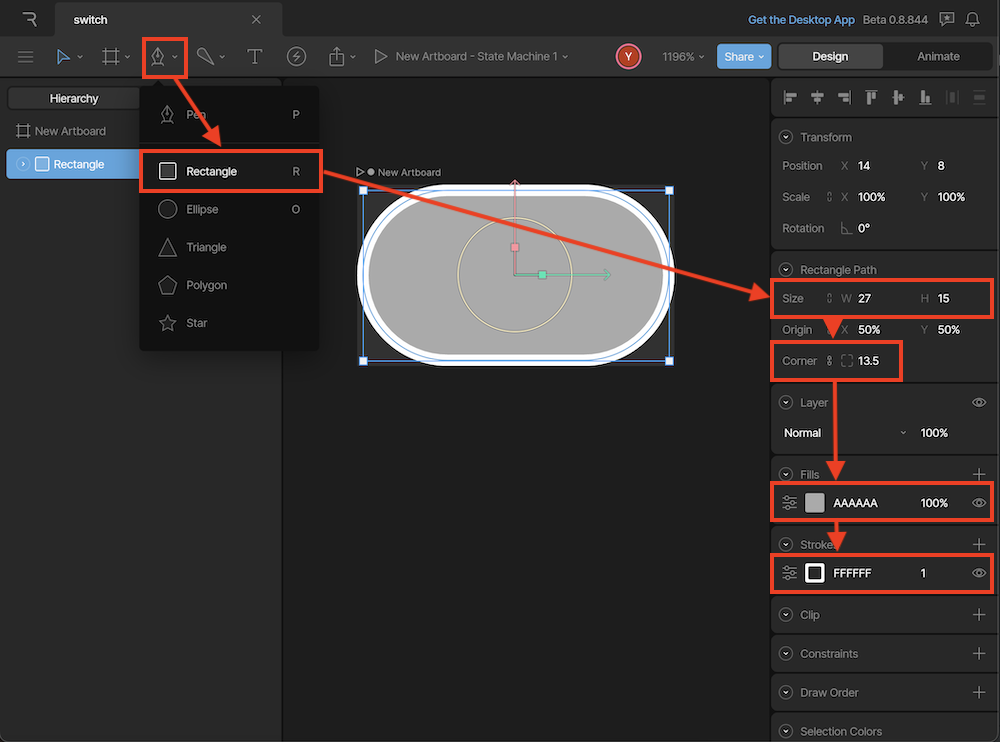 switch
Get the Desktop App Beta 0.8.844
New Artboard - State Machine 1
Y
1196%
Share
Design
Animate
Hierarchy
New Artboard
Rectangle
Pen P
Rectangle R
Ellipse O
Triangle
Polygon
Star
New Artboard
Transform
Position X 14 Y 8
Scale X 100% Y 100%
Rotation 0°
Rectangle Path
Size W 27 H 15
Origin X 50% Y 50%
Corner 13.5
Layer
Normal 100%
Fills
AAAAAA 100%
Strokes
FFFFFF 1
Clip
Constraints
Draw Order
Selection Colors